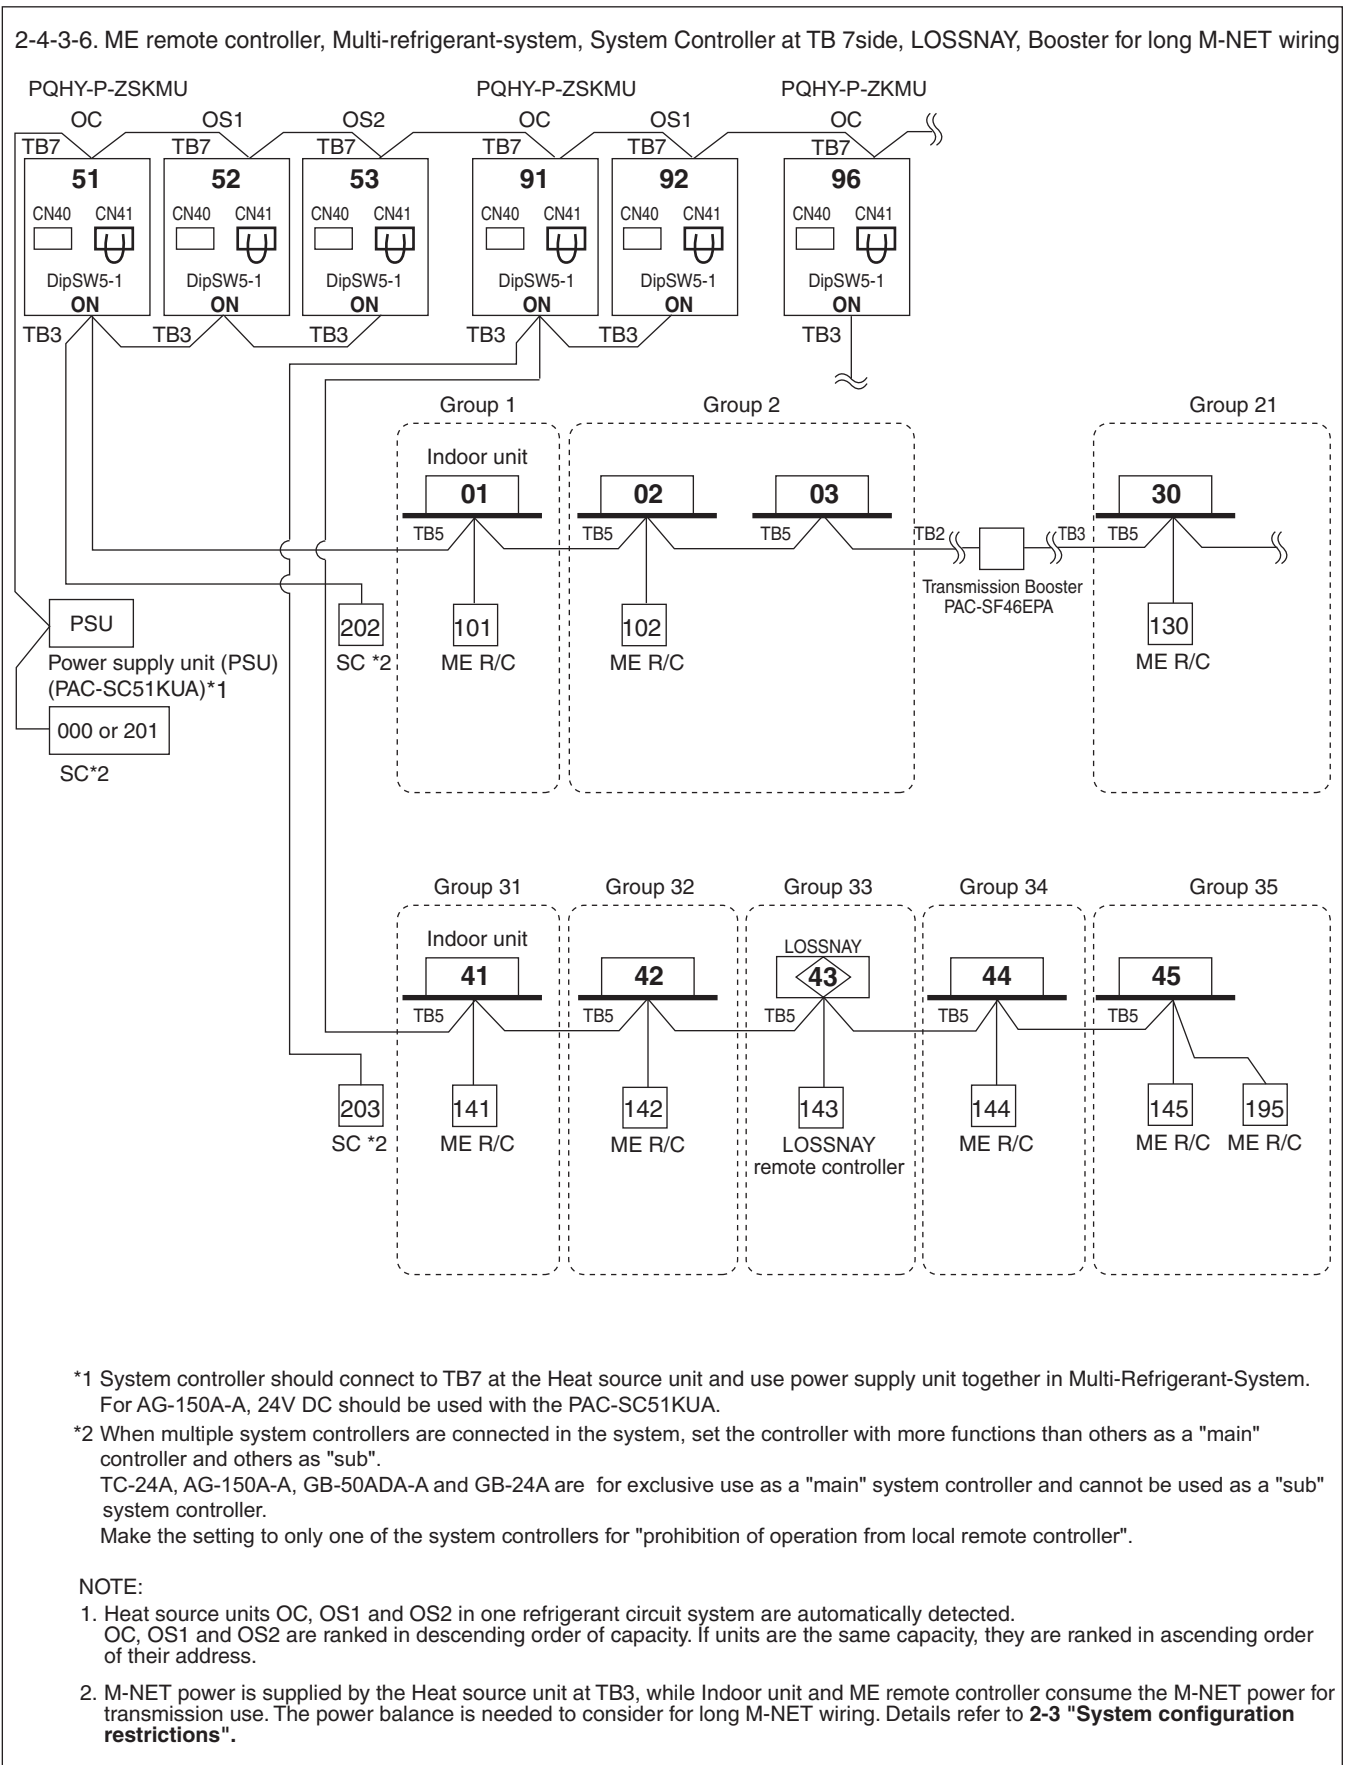 2-4-3-6. ME remote controller, Multi-refrigerant-system, System Controller at TB 7side, LOSSNAY, Booster for long M-NET wiring
PQHY-P-ZSKMU PQHY-P-ZSKMU PQHY-P-ZKMU
OC OS1 OS2 OC OS1 OC
TB7 TB7 TB7 TB7 TB7 TB7
51 52 53 91 92 96
CN40 CN41 CN40 CN41 CN40 CN41 CN40 CN41 CN40 CN41 CN40 CN41
DipSW5-1 DipSW5-1 DipSW5-1 DipSW5-1 DipSW5-1 DipSW5-1
ON ON ON ON ON ON
TB3 TB3 TB3 TB3 TB3 TB3
Group 1 Group 2 Group 21
Indoor unit
01 02 03 30
TB5 TB5 TB5 TB2 TB3 TB5
Transmission Booster
PAC-SF46EPA
PSU 202 101 102 130
SC *2 ME R/C ME R/C ME R/C
Power supply unit (PSU)
(PAC-SC51KUA)*1
000 or 201
SC*2
Group 31 Group 32 Group 33 Group 34 Group 35
Indoor unit LOSSNAY
41 42 43 44 45
TB5 TB5 TB5 TB5 TB5
203 141 142 143 144 145 195
SC *2 ME R/C ME R/C LOSSNAY ME R/C ME R/C ME R/C
remote controller
*1 System controller should connect to TB7 at the Heat source unit and use power supply unit together in Multi-Refrigerant-System.
For AG-150A-A, 24V DC should be used with the PAC-SC51KUA.
*2 When multiple system controllers are connected in the system, set the controller with more functions than others as a "main"
controller and others as "sub".
TC-24A, AG-150A-A, GB-50ADA-A and GB-24A are for exclusive use as a "main" system controller and cannot be used as a "sub"
system controller.
Make the setting to only one of the system controllers for "prohibition of operation from local remote controller".
NOTE:
1. Heat source units OC, OS1 and OS2 in one refrigerant circuit system are automatically detected.
OC, OS1 and OS2 are ranked in descending order of capacity. If units are the same capacity, they are ranked in ascending order
of their address.
2. M-NET power is supplied by the Heat source unit at TB3, while Indoor unit and ME remote controller consume the M-NET power for
transmission use. The power balance is needed to consider for long M-NET wiring. Details refer to 2-3 "System configuration
restrictions".